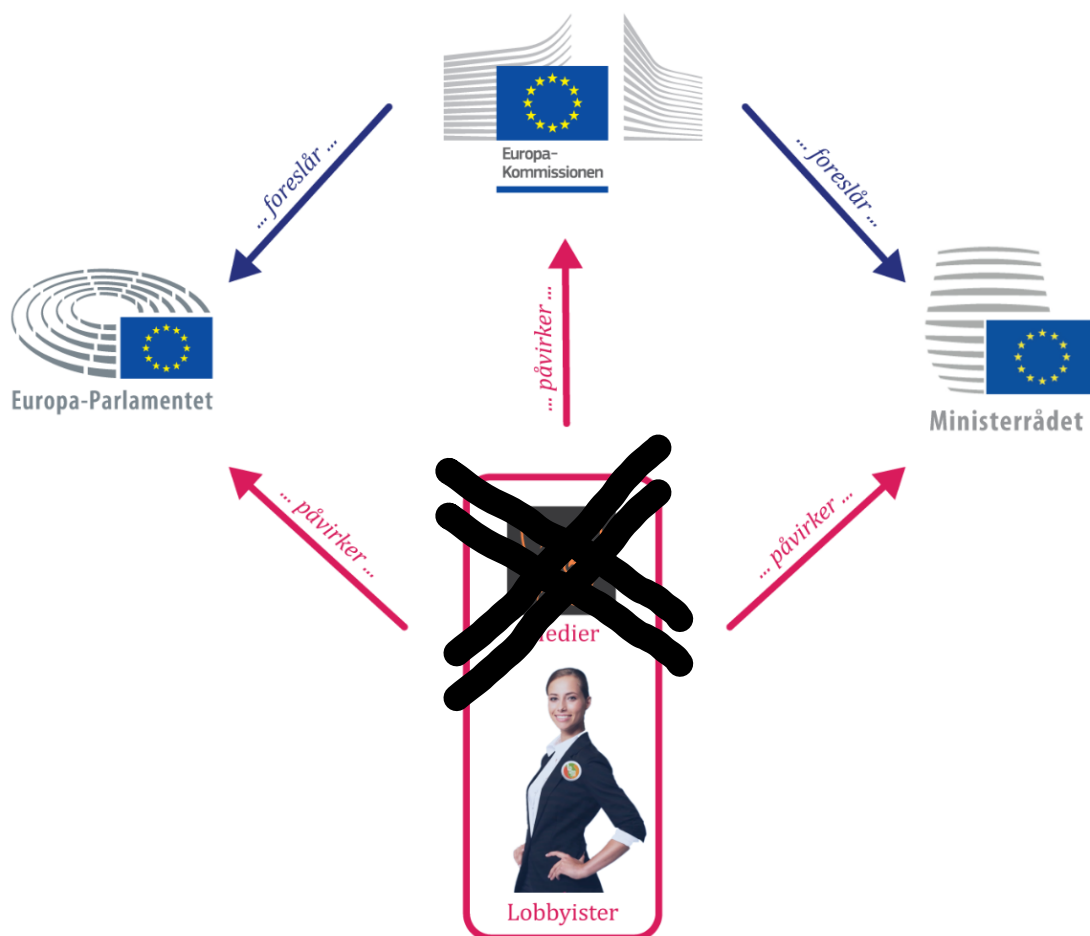 Europa-
Kommissionen
... foreslår ...
... foreslår ...
Europa-Parlamentet
... påvirker ...
Ministerrådet
... påvirker ...
... påvirker ...
Lobbyister